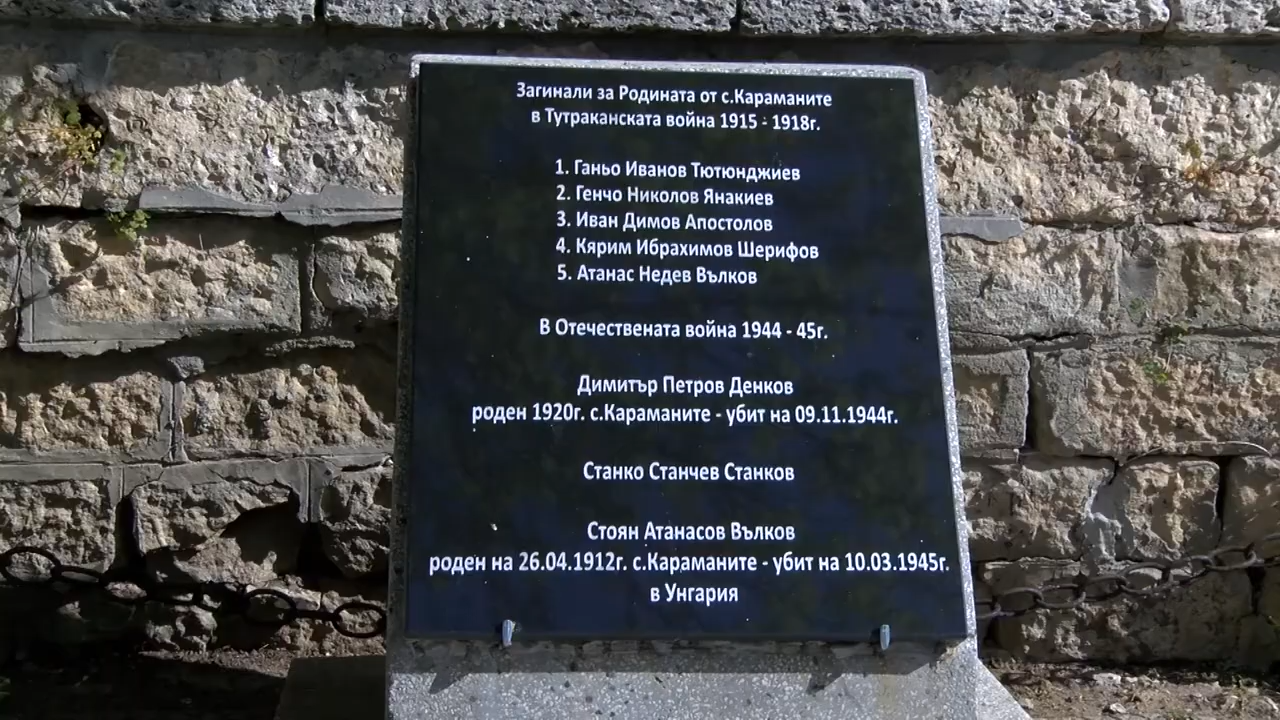 Загинали за Родината от с.Караманите
в Тутраканската война 1915 - 1918г.
1. Ганьо Иванов Тютюнджиев
2. Генчо Николов Янакиев
3. Иван Димов Апостолов
4. Кярим Ибрахимов Шерифов
5. Атанас Недев Вълков
В Отечествената война 1944 - 45г.
Димитър Петров Денков
роден 1920г. с.Караманите - убит на 09.11.1944г.
Станко Станчев Станков
Стоян Атанасов Вълков
роден на 26.04.1912г. с.Караманите - убит на 10.03.1945г.
в Унгария